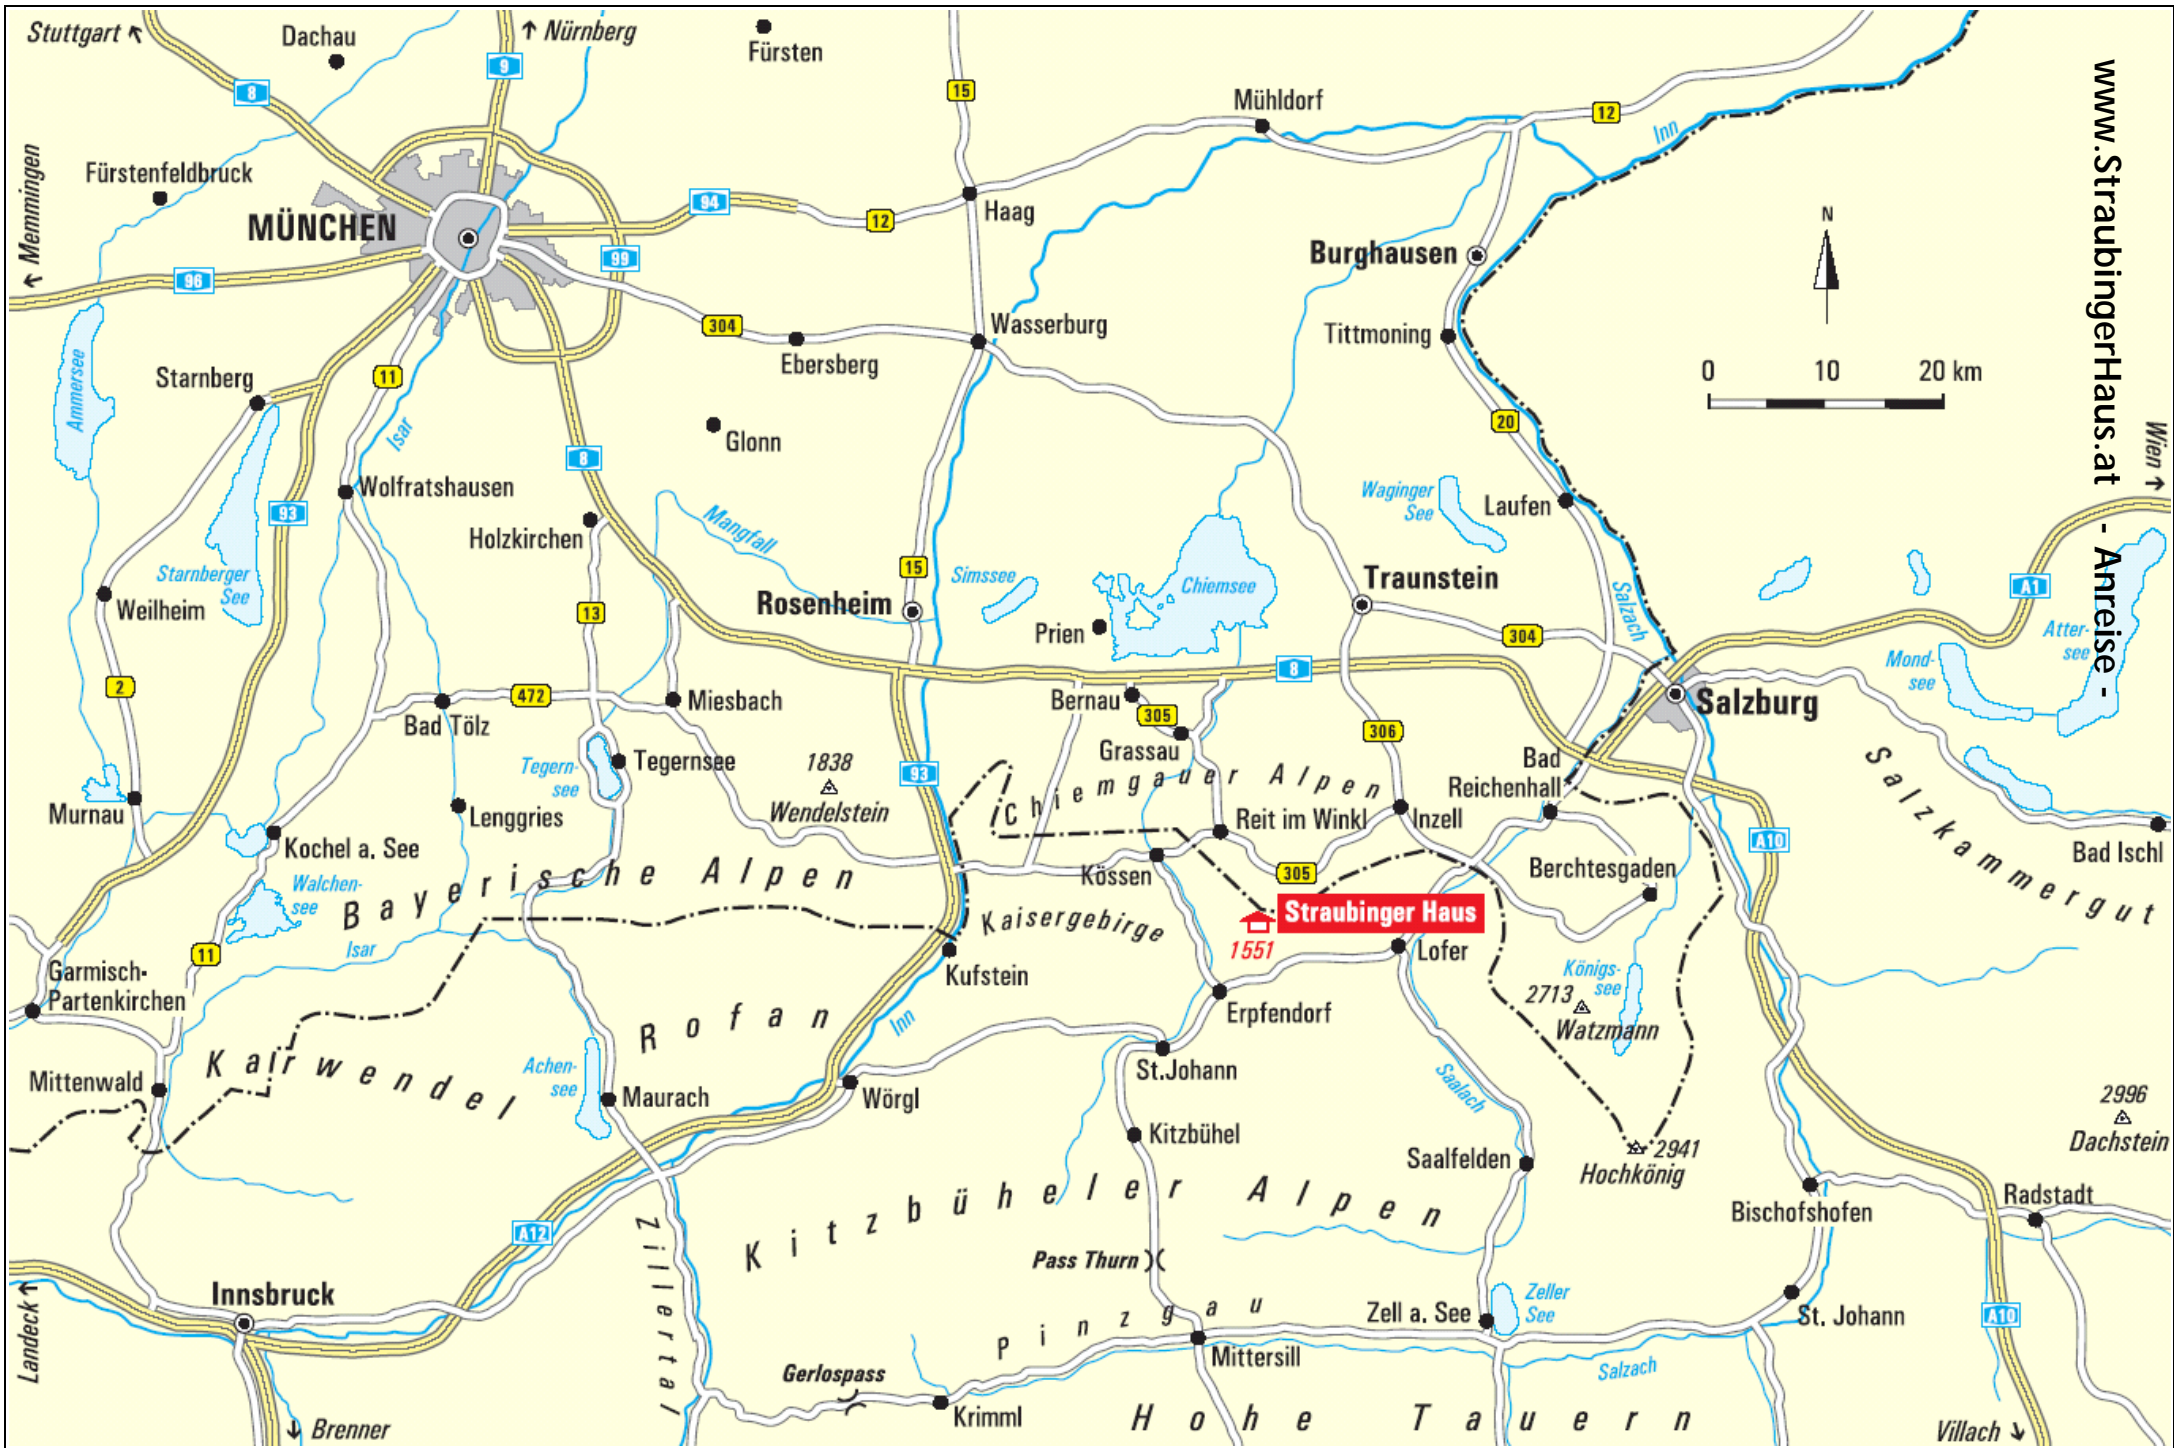 Stuttgart
Dachau
Nürnberg
Fürsten
8
9
15
Mühldorf
12
Inn
www.StraubingerHaus.at - Anreise -
Memmingen
Fürstenfeldbruck
MÜNCHEN
94
12
Haag
N
96
99
Burghausen
304
Wasserburg
Tittmoning
Ebersberg
0 10 20 km
Ammersee
Starnberg
11
Isar
Glonn
20
Wien
8
Wolfratshausen
93
Holzkirchen
Mangfall
Waginger
See
Laufen
Starnberger
See
Weilheim
13
15
Simssee
Chiemsee
Rosenheim
Prien
Traunstein
304
Salzach
A1
Atter-
see
Mond-
see
2
472
Bad Tölz
Miesbach
8
Bernau
305
Grassau
306
Salzburg
Tegern-
see
Tegernsee
1838
Wendelstein
93
Chiemgauer Alpen
Bad
Reichenhall
Salzkammergut
Murnau
Lenggries
Reit im Winkl
Inzell
A10
Bad Ischl
Kochel a. See
Walchen-
see
Bayerische Alpen
Kössen
305
Berchtesgaden
Kaisergebirge
Straubinger Haus
1551
Isar
11
Lofer
Garmisch-
Partenkirchen
Kufstein
Königs-
see
2713
Watzmann
Erpfendorf
Rofan
Inn
Karwendel
Achen-
see
Mittenwald
Maurach
Wörgl
St.Johann
Saalach
2996
Dachstein
Kitzbühel
Saalfelden
2941
Hochkönig
Kitzbüheler Alpen
Bischofshofen
Radstadt
A12
Zillertal
Pass Thurn
Landeck
Innsbruck
Pinzgau
Zell a. See
Zeller
See
St. Johann
A10
Mittersill
Salzach
Gerlospass
Krimml
Hohe Tauern
Brenner
Villach